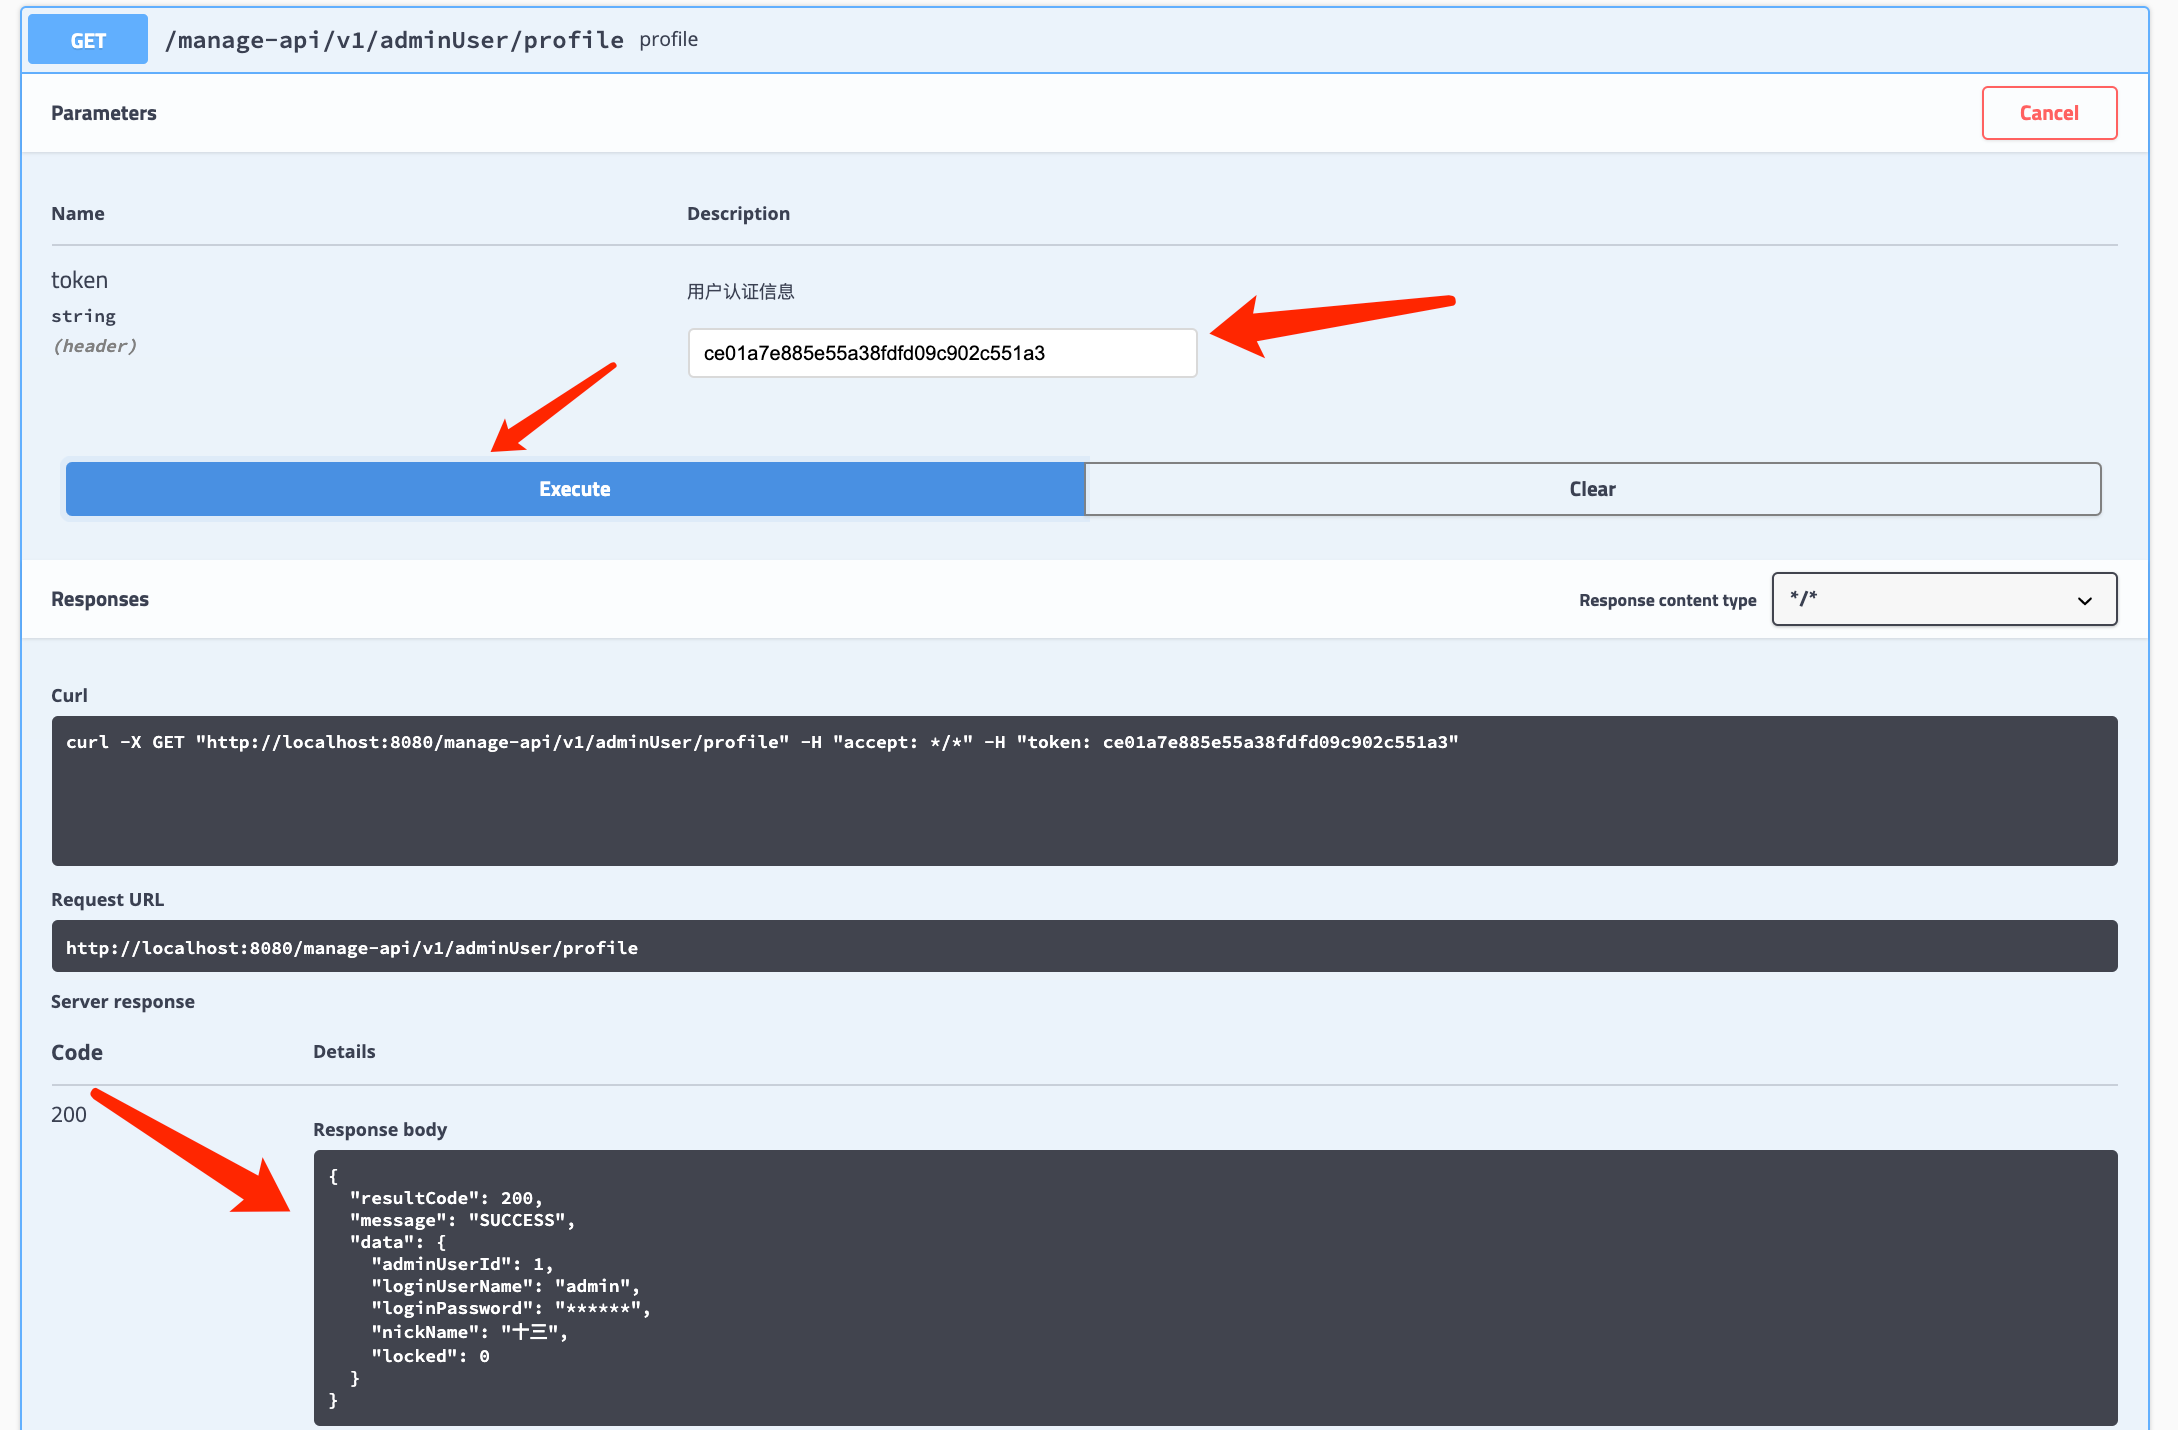 GET /manage-api/v1/adminUser/profile profile
Parameters Cancel
Name Description
token
string
(header)
用户认证信息
ce01a7e885e55a38fdfd09c902c551a3
Execute Clear
Responses Response content type */*
Curl
curl -X GET "http://localhost:8080/manage-api/v1/adminUser/profile" -H "accept: */*" -H "token: ce01a7e885e55a38fdfd09c902c551a3"
Request URL
http://localhost:8080/manage-api/v1/adminUser/profile
Server response
Code Details
200
Response body
{
  "resultCode": 200,
  "message": "SUCCESS",
  "data": {
    "adminUserId": 1,
    "loginUserName": "admin",
    "loginPassword": "******",
    "nickName": "十三",
    "locked": 0
  }
}